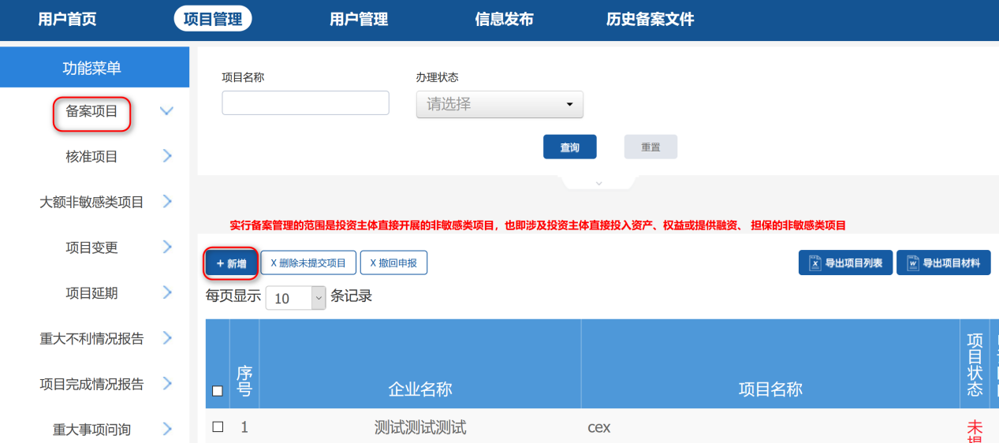 用户首页 项目管理 用户管理 信息发布 历史备案文件
功能菜单
备案项目
核准项目
大额非敏感类项目
项目变更
项目延期
重大不利情况报告
项目完成情况报告
重大事项问询
项目名称 办理状态
请选择
查询 重置
实行备案管理的范围是投资主体直接开展的非敏感类项目，也即涉及投资主体直接投入资产、权益或提供融资、 担保的非敏感类项目
+ 新增 X 删除未提交项目 X 撤回申报 导出项目列表 导出项目材料
每页显示 10 条记录
序号 企业名称 项目名称 项目状态
1 测试测试测试 cex 未